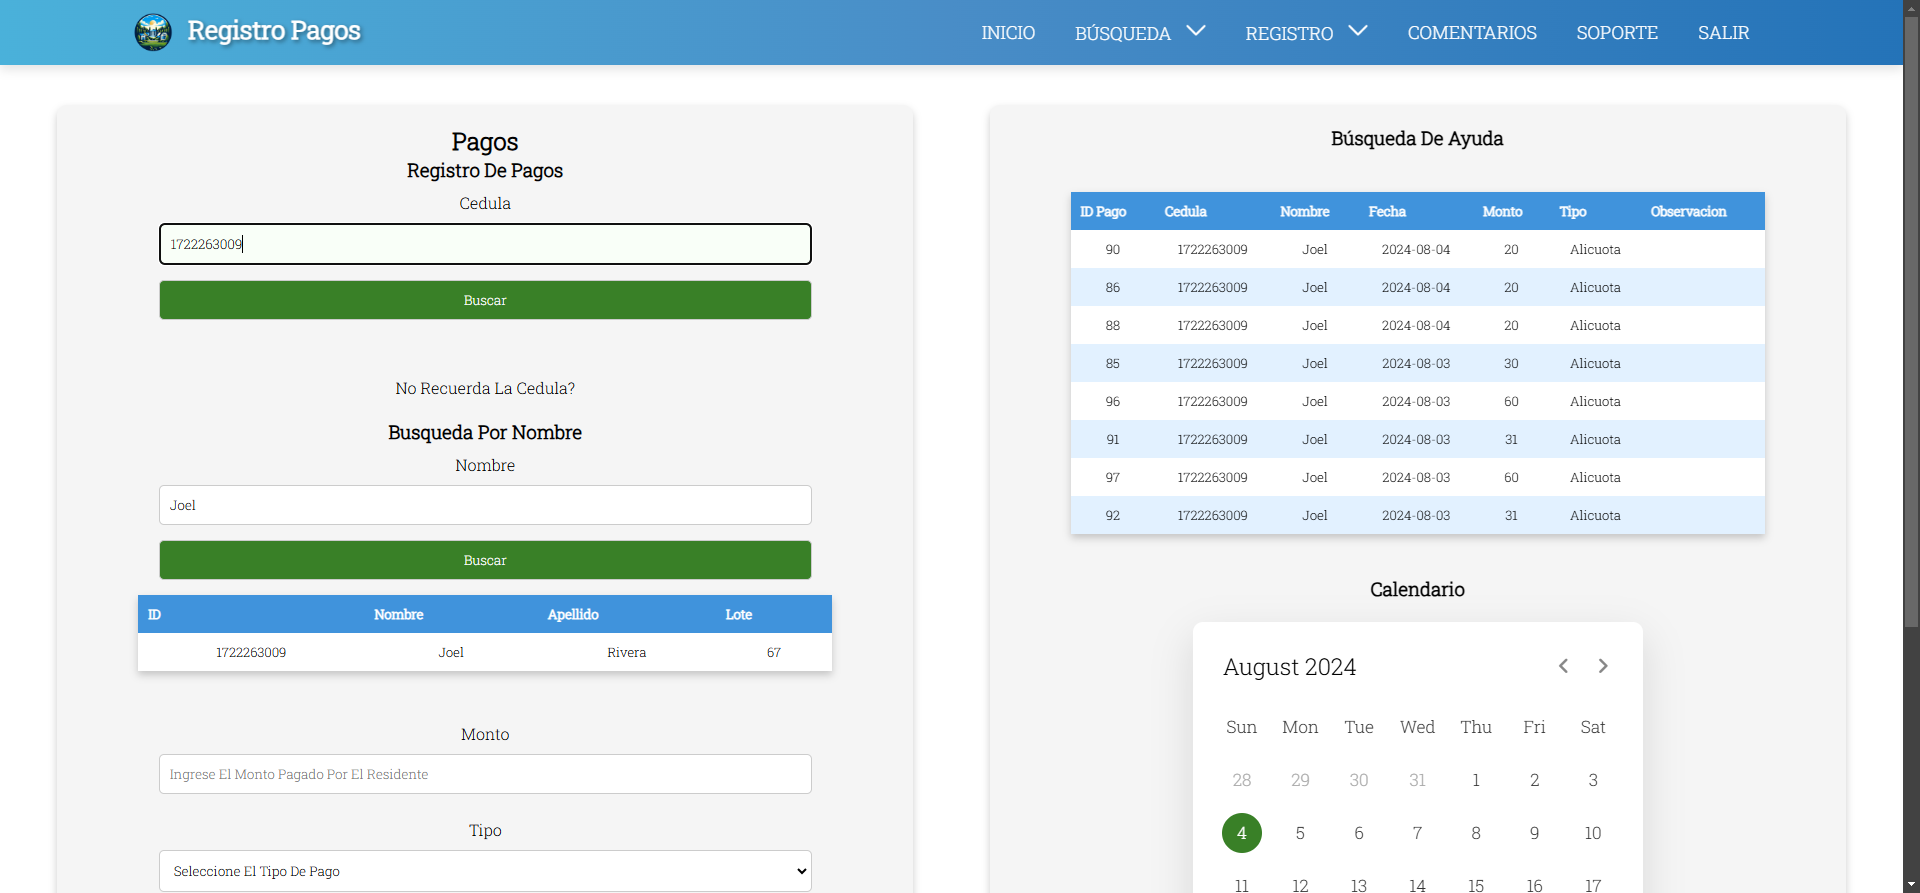 Registro Pagos
INICIO BÚSQUEDA REGISTRO COMENTARIOS SOPORTE SALIR
Pagos
Registro De Pagos
Cedula
1722263009
Buscar
No Recuerda La Cedula?
Busqueda Por Nombre
Nombre
Joel
Buscar
ID Nombre Apellido Lote
1722263009 Joel Rivera 67
Monto
Ingrese El Monto Pagado Por El Residente
Tipo
Seleccione El Tipo De Pago
Búsqueda De Ayuda
ID Pago Cedula Nombre Fecha Monto Tipo Observacion
90 1722263009 Joel 2024-08-04 20 Alicuota
86 1722263009 Joel 2024-08-04 20 Alicuota
88 1722263009 Joel 2024-08-04 20 Alicuota
85 1722263009 Joel 2024-08-03 30 Alicuota
96 1722263009 Joel 2024-08-03 60 Alicuota
91 1722263009 Joel 2024-08-03 31 Alicuota
97 1722263009 Joel 2024-08-03 60 Alicuota
92 1722263009 Joel 2024-08-03 31 Alicuota
Calendario
August 2024
Sun Mon Tue Wed Thu Fri Sat
28 29 30 31 1 2 3
4 5 6 7 8 9 10
11 12 13 14 15 16 17